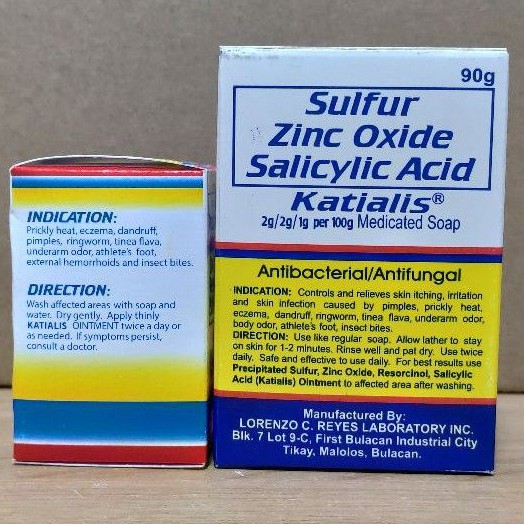 INDICATION:
Prickly heat, eczema, dandruff,
pimples, ringworm, tinea flava,
underarm odor, athlete's foot,
external hemorrhoids and insect bites.
DIRECTION:
Wash affected areas with soap and
water. Dry gently. Apply thinly
KATIALIS OINTMENT twice a day or
as needed. If symptoms persist,
consult a doctor.
90g
Sulfur
Zinc Oxide
Salicylic Acid
Katialis®
2g/2g/1g per 100g Medicated Soap
Antibacterial/Antifungal
INDICATION: Controls and relieves skin itching, irritation
and skin infection caused by pimples, prickly heat,
eczema, dandruff, ringworm, tinea flava, underarm odor,
body odor, athlete's foot, insect bites.
DIRECTION: Use like regular soap. Allow lather to stay
on skin for 1-2 minutes. Rinse well and pat dry. Use twice
daily. Safe and effective to use daily. For best results use
Precipitated Sulfur, Zinc Oxide, Resorcinol, Salicylic
Acid (Katialis) Ointment to affected area after washing.
Manufactured By:
LORENZO C. REYES LABORATORY INC.
Blk. 7 Lot 9-C, First Bulacan Industrial City
Tikay, Malolos, Bulacan.